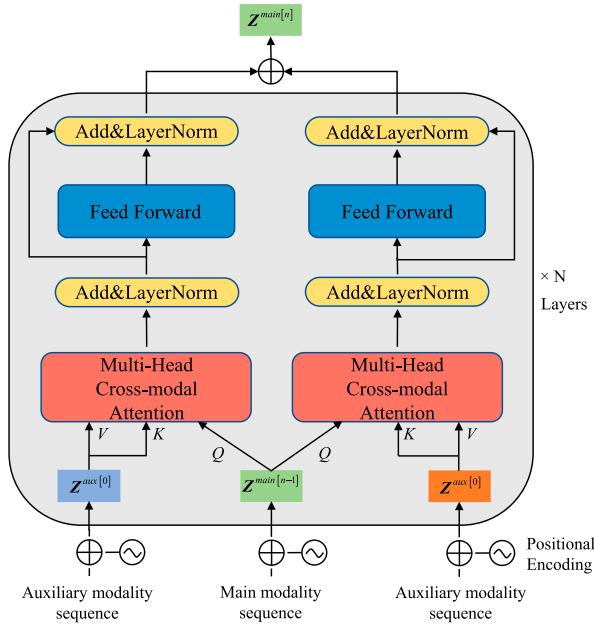 Z^main[n]
Add&LayerNorm
Add&LayerNorm
Feed Forward
Feed Forward
Add&LayerNorm
Add&LayerNorm
× N
Layers
Multi-Head
Cross-modal
Attention
Multi-Head
Cross-modal
Attention
V
K
Q
Q
K
V
Z^aux[0]
Z^main[n-1]
Z^aux[0]
Positional
Encoding
Auxiliary modality
sequence
Main modality
sequence
Auxiliary modality
sequence